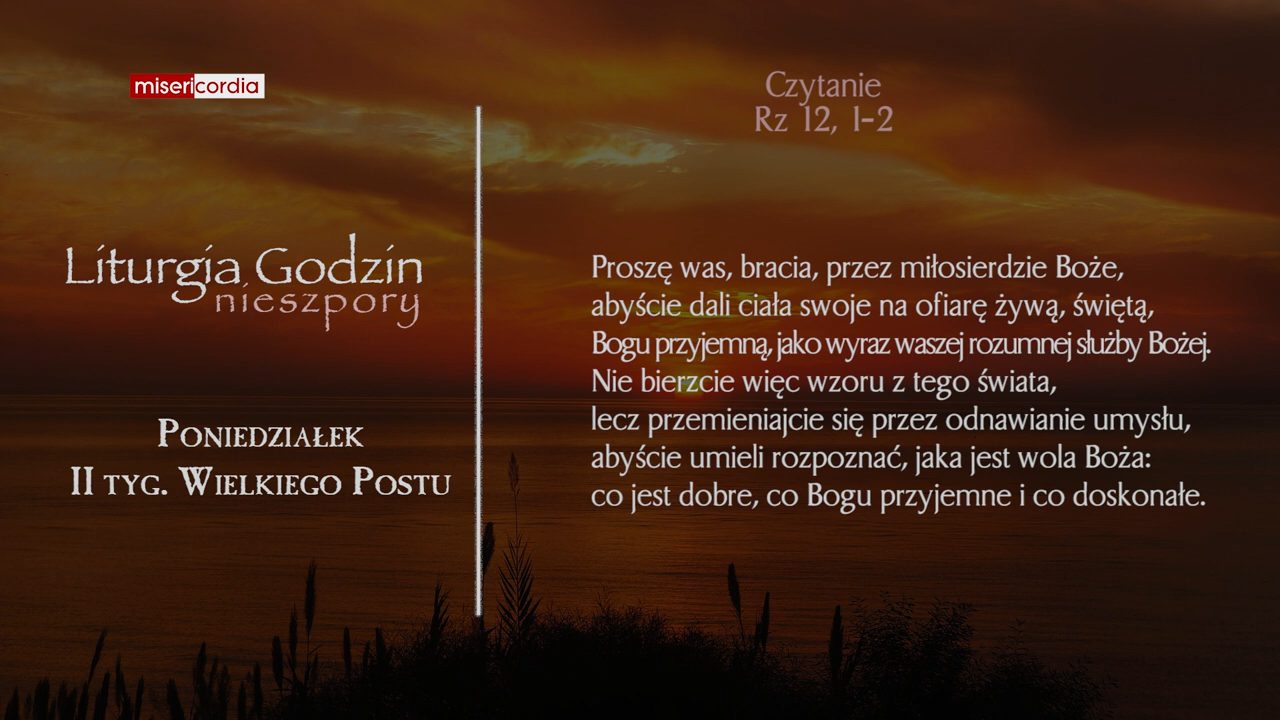 misericordia
Liturgia Godzin
nieszpory
Poniedziałek
II tyg. Wielkiego Postu
Czytanie
Rz 12, 1-2
Proszę was, bracia, przez miłosierdzie Boże,
abyście dali ciała swoje na ofiarę żywą, świętą,
Bogu przyjemną, jako wyraz waszej rozumnej służby Bożej.
Nie bierzcie więc wzoru z tego świata,
lecz przemieniajcie się przez odnawianie umysłu,
abyście umieli rozpoznać, jaka jest wola Boża:
co jest dobre, co Bogu przyjemne i co doskonałe.